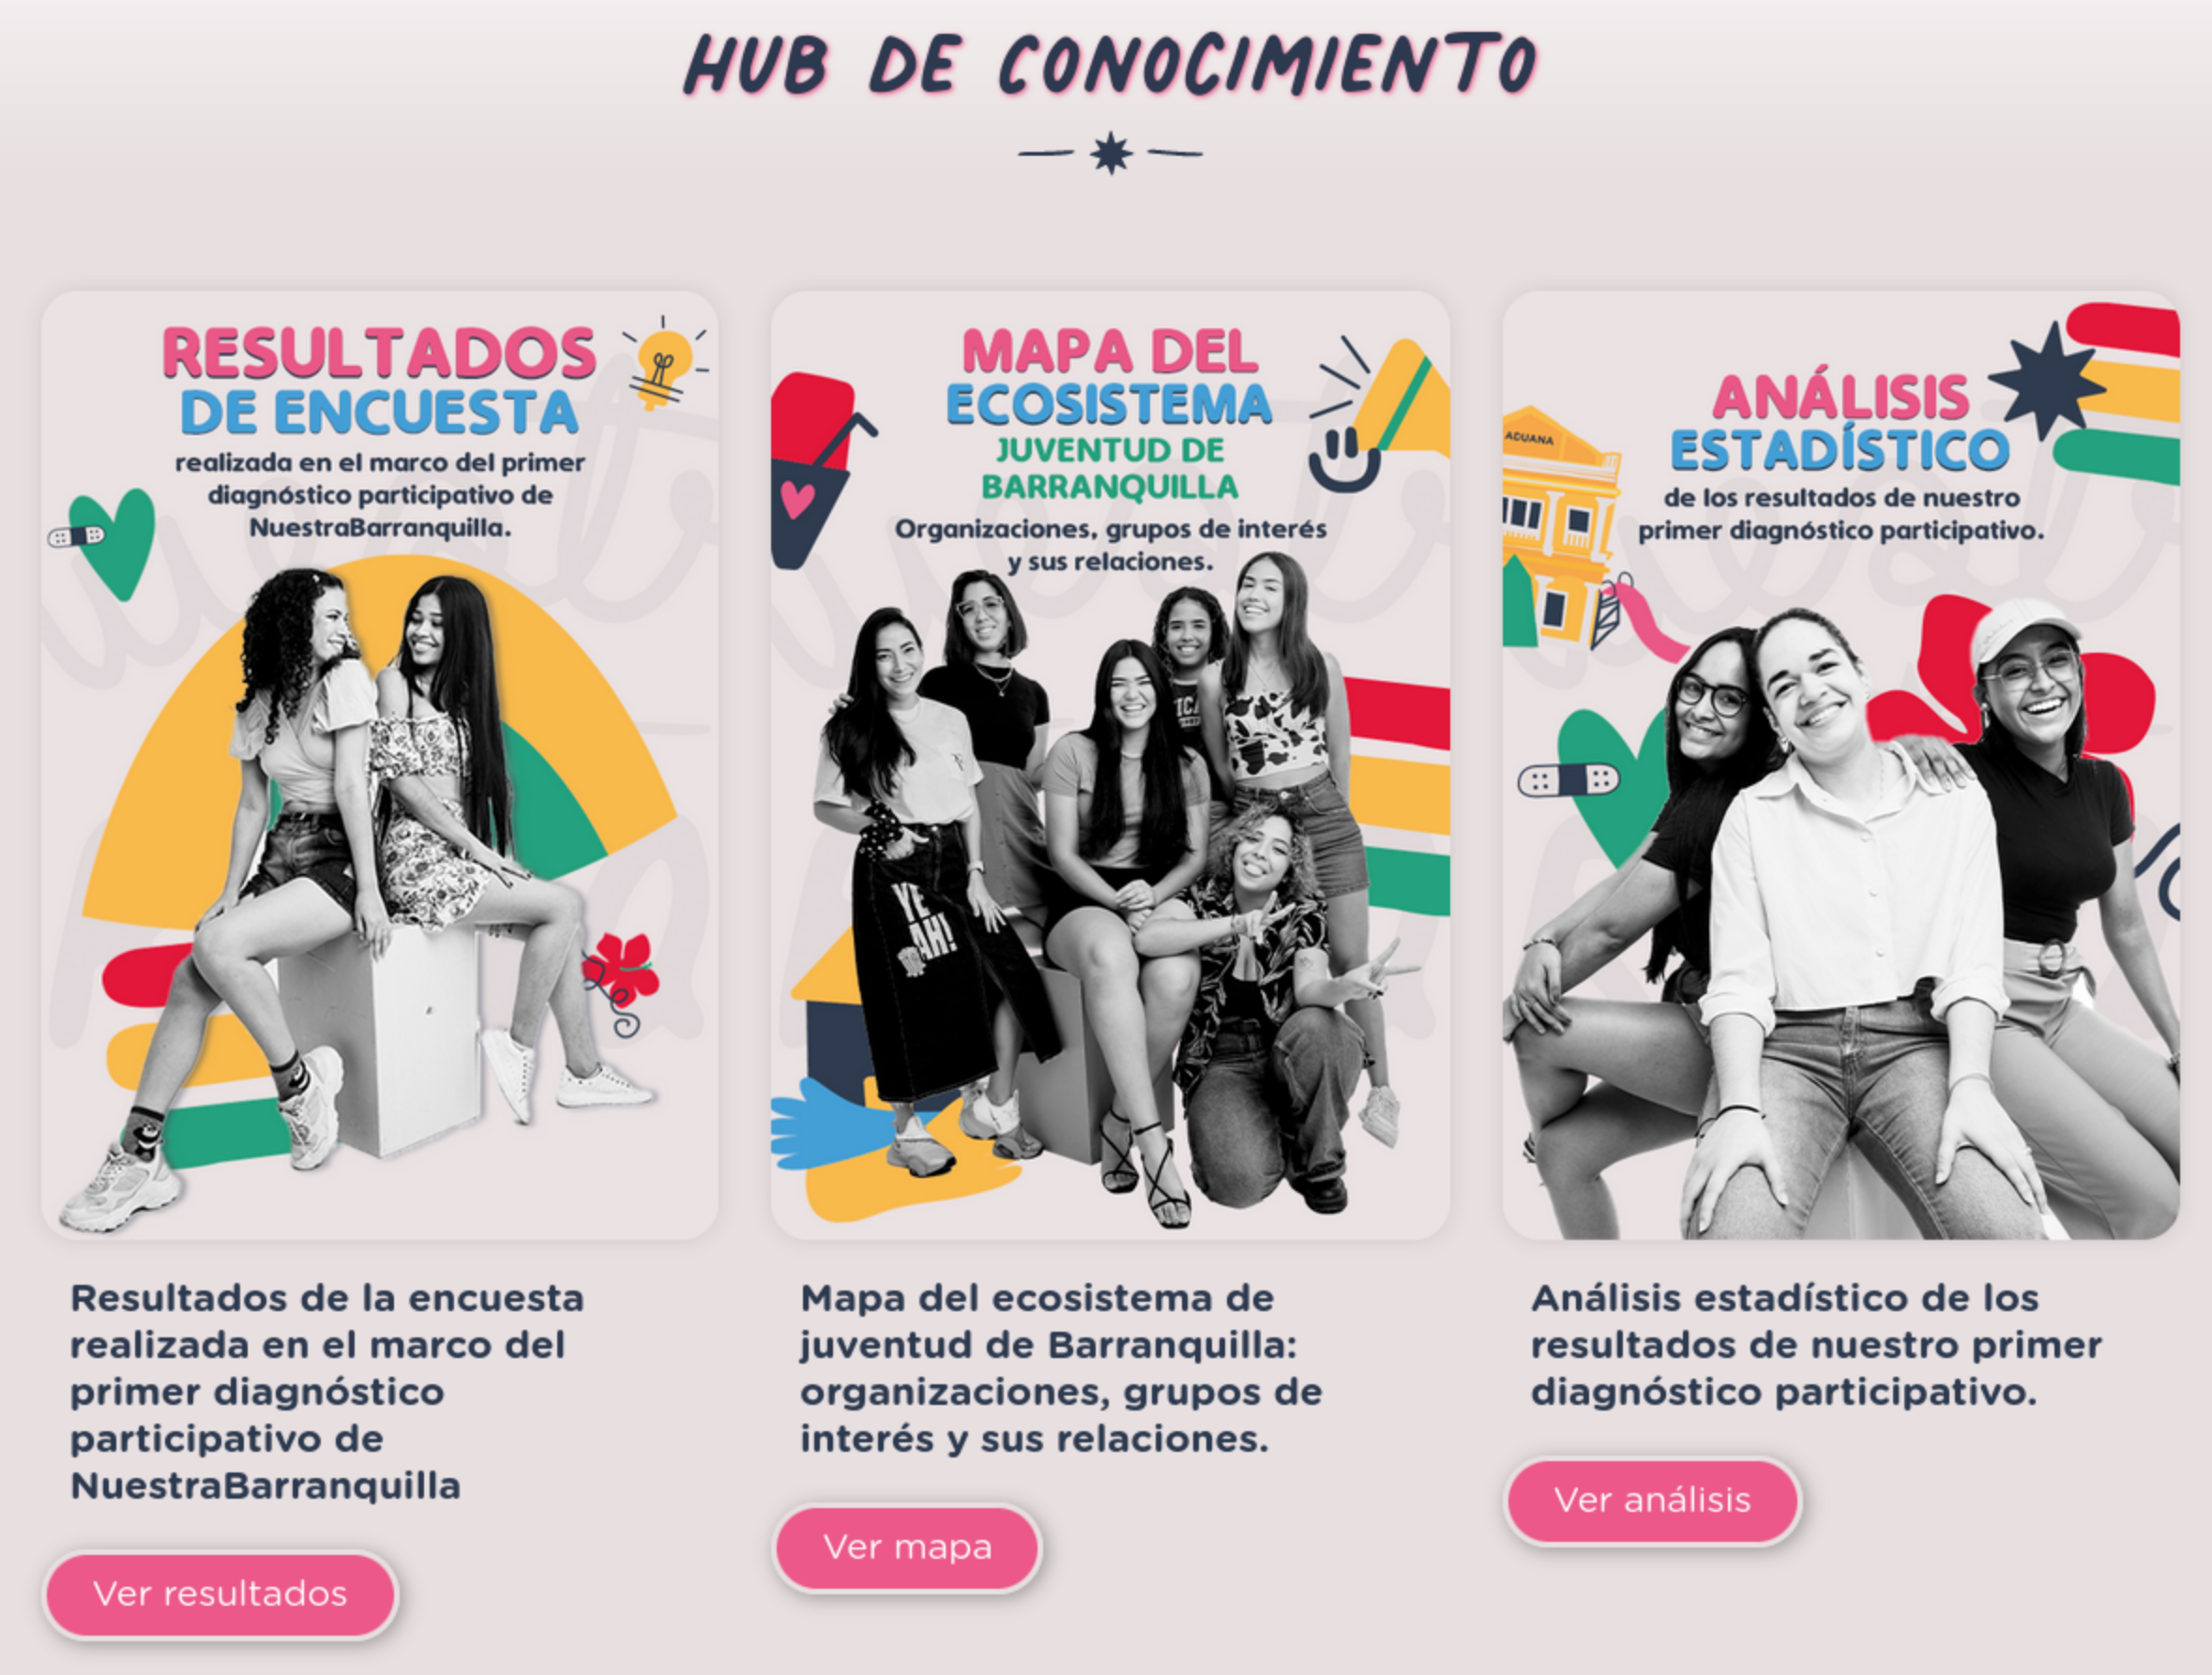 HUB DE CONOCIMIENTO
RESULTADOS
DE ENCUESTA
realizada en el marco del primer
diagnóstico participativo de
NuestraBarranquilla.
MAPA DEL
ECOSISTEMA
JUVENTUD DE
BARRANQUILLA
Organizaciones, grupos de interés
y sus relaciones.
YE
AH!
ADUANA
ANÁLISIS
ESTADÍSTICO
de los resultados de nuestro
primer diagnóstico participativo.
Resultados de la encuesta
realizada en el marco del
primer diagnóstico
participativo de
NuestraBarranquilla
Ver resultados
Mapa del ecosistema de
juventud de Barranquilla:
organizaciones, grupos de
interés y sus relaciones.
Ver mapa
Análisis estadístico de los
resultados de nuestro primer
diagnóstico participativo.
Ver análisis